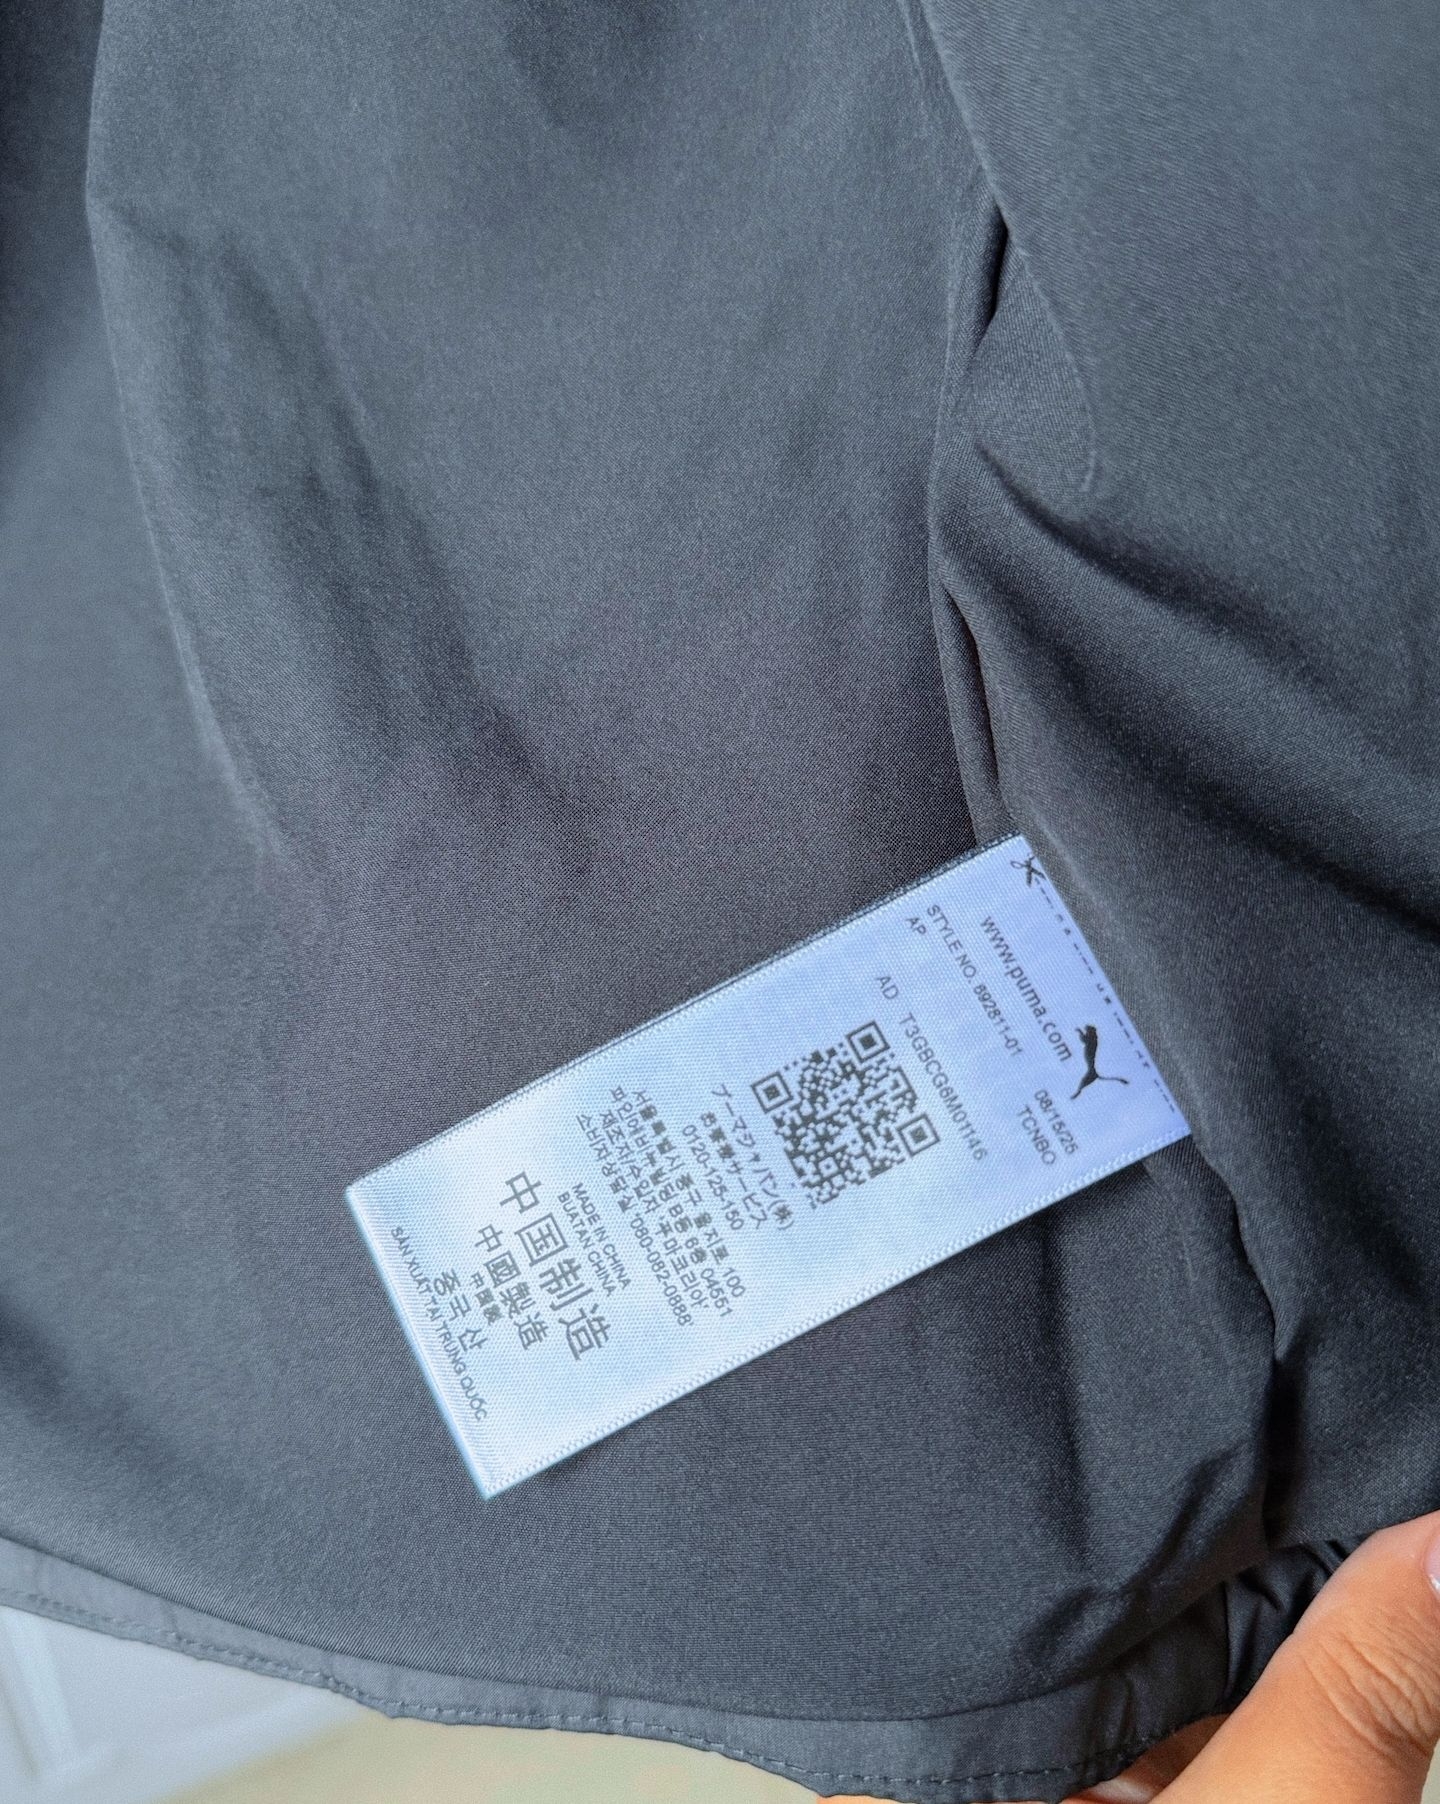 www.puma.com
08/15/25
STYLE NO. 692811-01
TCNBO
AP
AD T3GBCG8M01146
プーマジャパン(株)
お客様サービス
0120-125-150
서울특별시 중구 을지로 100
파인애비뉴빌딩 B동 6층 04551
제조자/수입자: '푸마코리아'
소비자상담실 '080-082-0888'
MADE IN CHINA
BUATAN CHINA
中国制造
中國製造
中国製
중국산
SẢN XUẤT TẠI TRUNG QUỐC